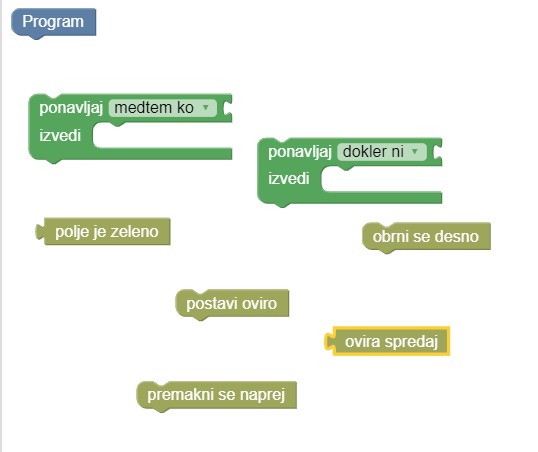 Program
ponavljaj medtem ko
izvedi
ponavljaj dokler ni
izvedi
polje je zeleno
obrni se desno
postavi oviro
ovira spredaj
premakni se naprej